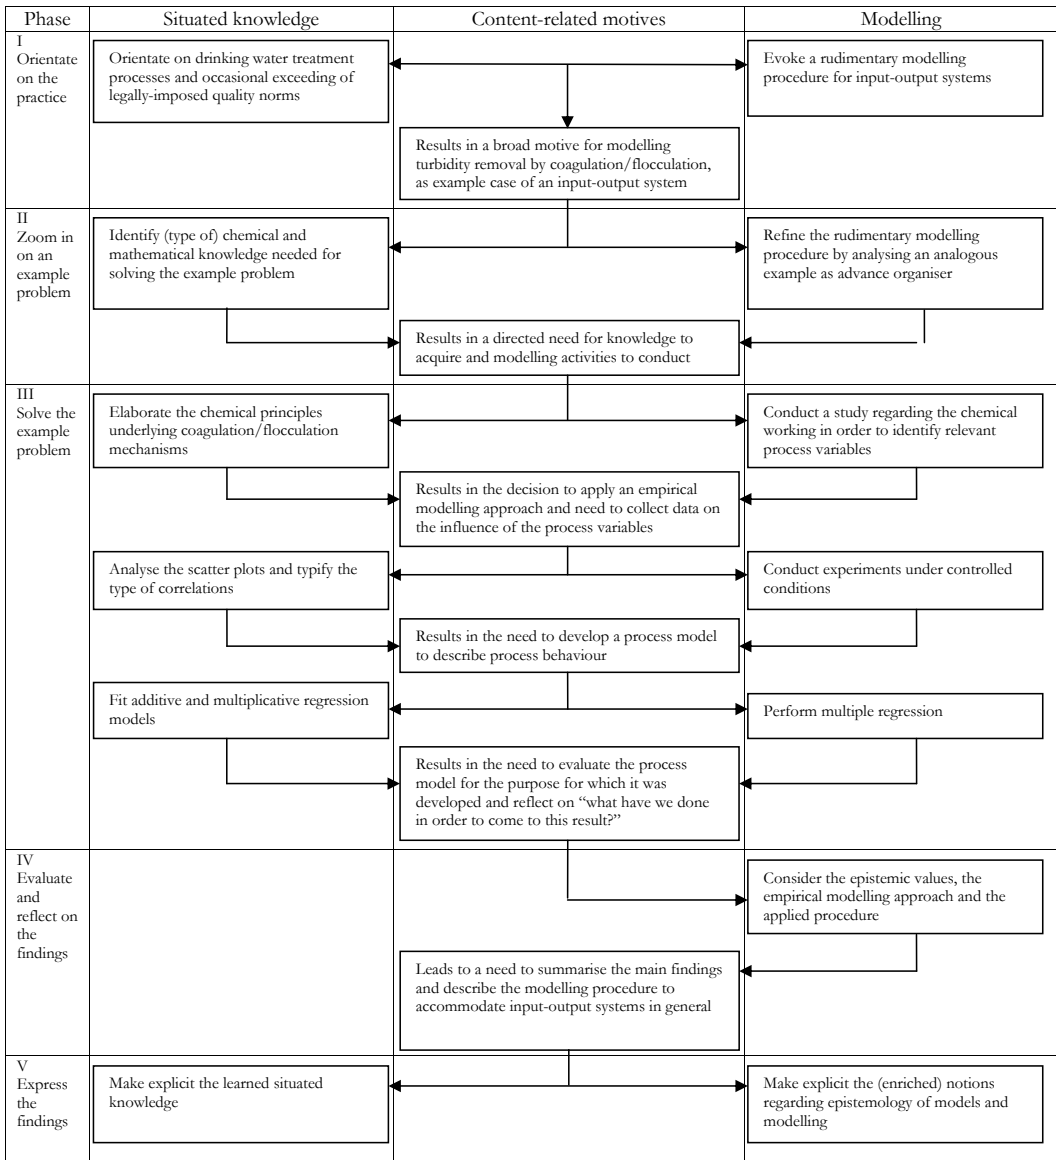 Phase
Situated knowledge
Content-related motives
Modelling
I
Orientate
on the
practice
Orientate on drinking water treatment
processes and occasional exceeding of
legally-imposed quality norms
Evoke a rudimentary modelling
procedure for input-output systems
Results in a broad motive for modelling
turbidity removal by coagulation/flocculation,
as example case of an input-output system
II
Zoom in
on an
example
problem
Identify (type of) chemical and
mathematical knowledge needed for
solving the example problem
Refine the rudimentary modelling
procedure by analysing an analogous
example as advance organiser
Results in a directed need for knowledge to
acquire and modelling activities to conduct
III
Solve the
example
problem
Elaborate the chemical principles
underlying coagulation/flocculation
mechanisms
Conduct a study regarding the chemical
working in order to identify relevant
process variables
Results in the decision to apply an empirical
modelling approach and need to collect data on
the influence of the process variables
Analyse the scatter plots and typify the
type of correlations
Conduct experiments under controlled
conditions
Results in the need to develop a process model
to describe process behaviour
Fit additive and multiplicative regression
models
Perform multiple regression
Results in the need to evaluate the process
model for the purpose for which it was
developed and reflect on “what have we done
in order to come to this result?”
IV
Evaluate
and
reflect on
the
findings
Consider the epistemic values, the
empirical modelling approach and the
applied procedure
Leads to a need to summarise the main findings
and describe the modelling procedure to
accommodate input-output systems in general
V
Express
the
findings
Make explicit the learned situated
knowledge
Make explicit the (enriched) notions
regarding epistemology of models and
modelling